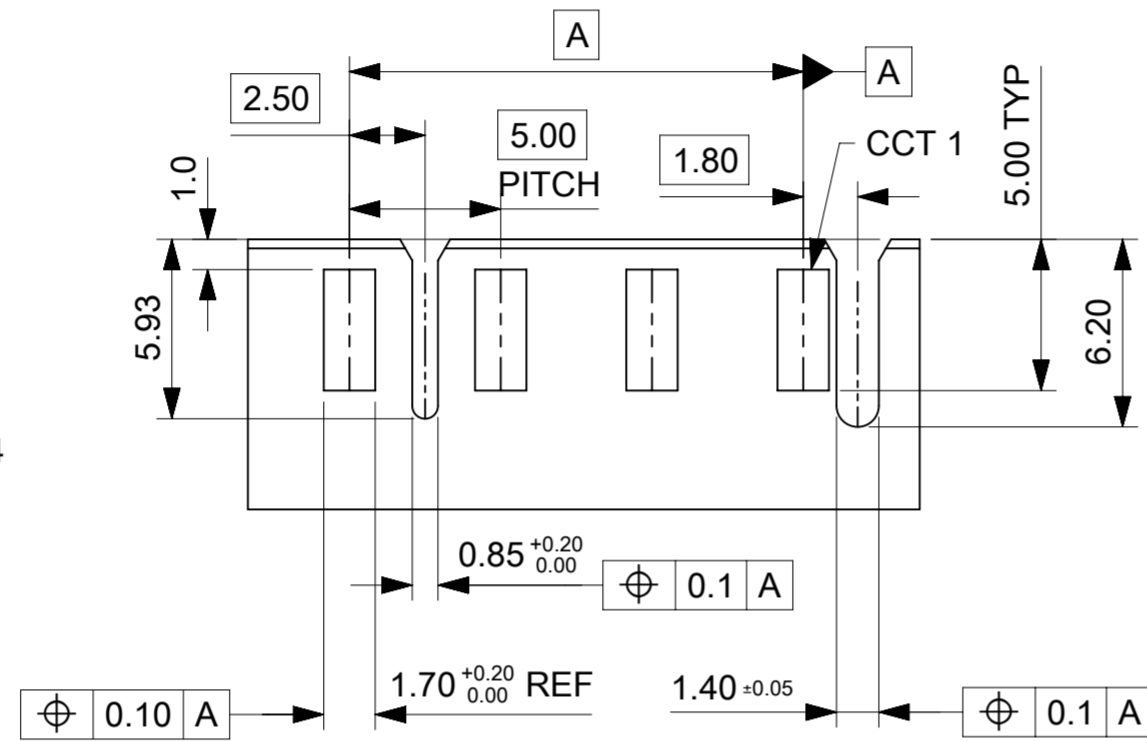 A
A
2.50
5.00
PITCH
1.80
CCT 1
5.00 TYP
1.0
5.93
6.20
0.85 +0.20 0.00
⌖ 0.1 A
1.70 +0.20 0.00 REF
1.40 ±0.05
⌖ 0.10 A
⌖ 0.1 A